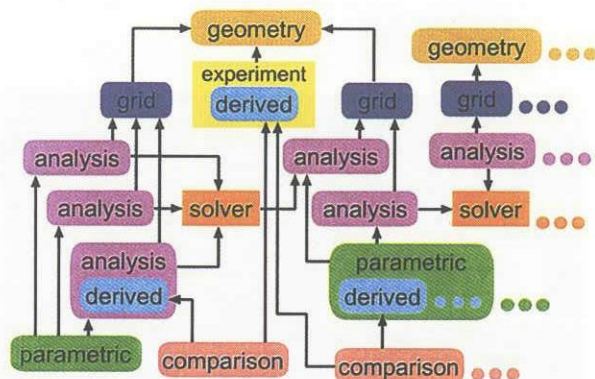 geometry
geometry
experiment
grid
derived
grid
grid
analysis
analysis
analysis
analysis
solver
analysis
solver
analysis
derived
parametric
derived
parametric
comparison
comparison